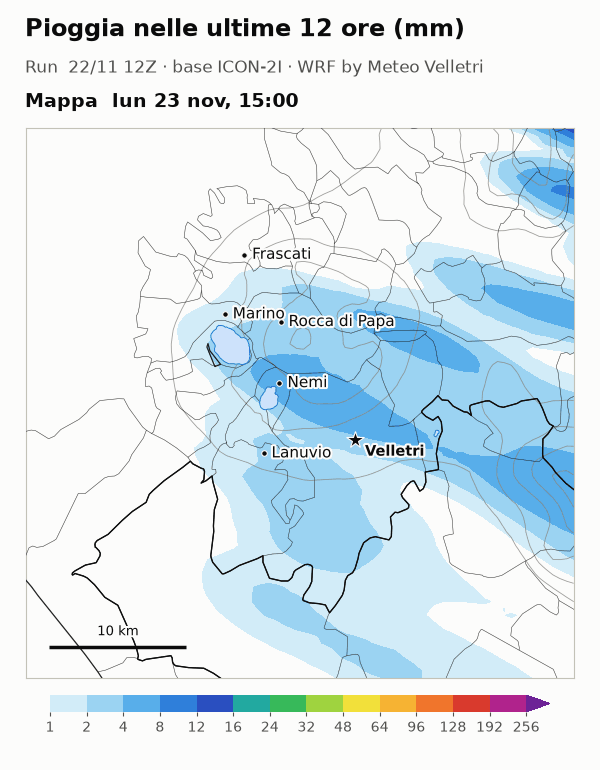 Pioggia nelle ultime 12 ore (mm)
Run  22/11 12Z · base ICON-2I · WRF by Meteo Velletri
Mappa  lun 23 nov, 15:00
Frascati
Marino
Rocca di Papa
Nemi
Velletri
Lanuvio
10 km
1 2 4 8 12 16 24 32 48 64 96 128 192 256